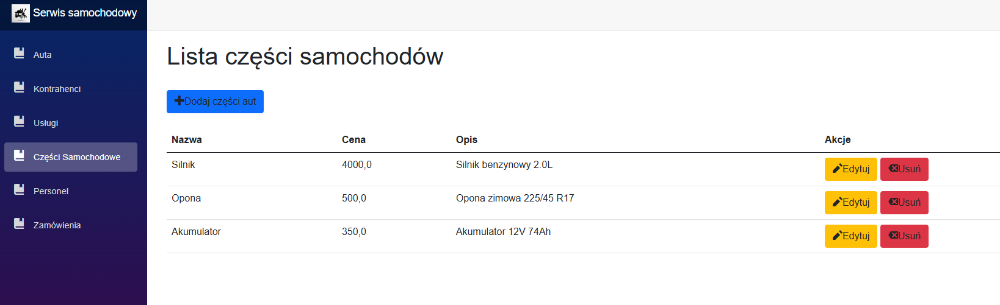 Serwis samochodowy
Auta
Kontrahenci
Usługi
Części Samochodowe
Personel
Zamówienia
Lista części samochodów
Dodaj części aut
Nazwa Cena Opis Akcje
Silnik 4000,0 Silnik benzynowy 2.0L Edytuj Usuń
Opona 500,0 Opona zimowa 225/45 R17 Edytuj Usuń
Akumulator 350,0 Akumulator 12V 74Ah Edytuj Usuń